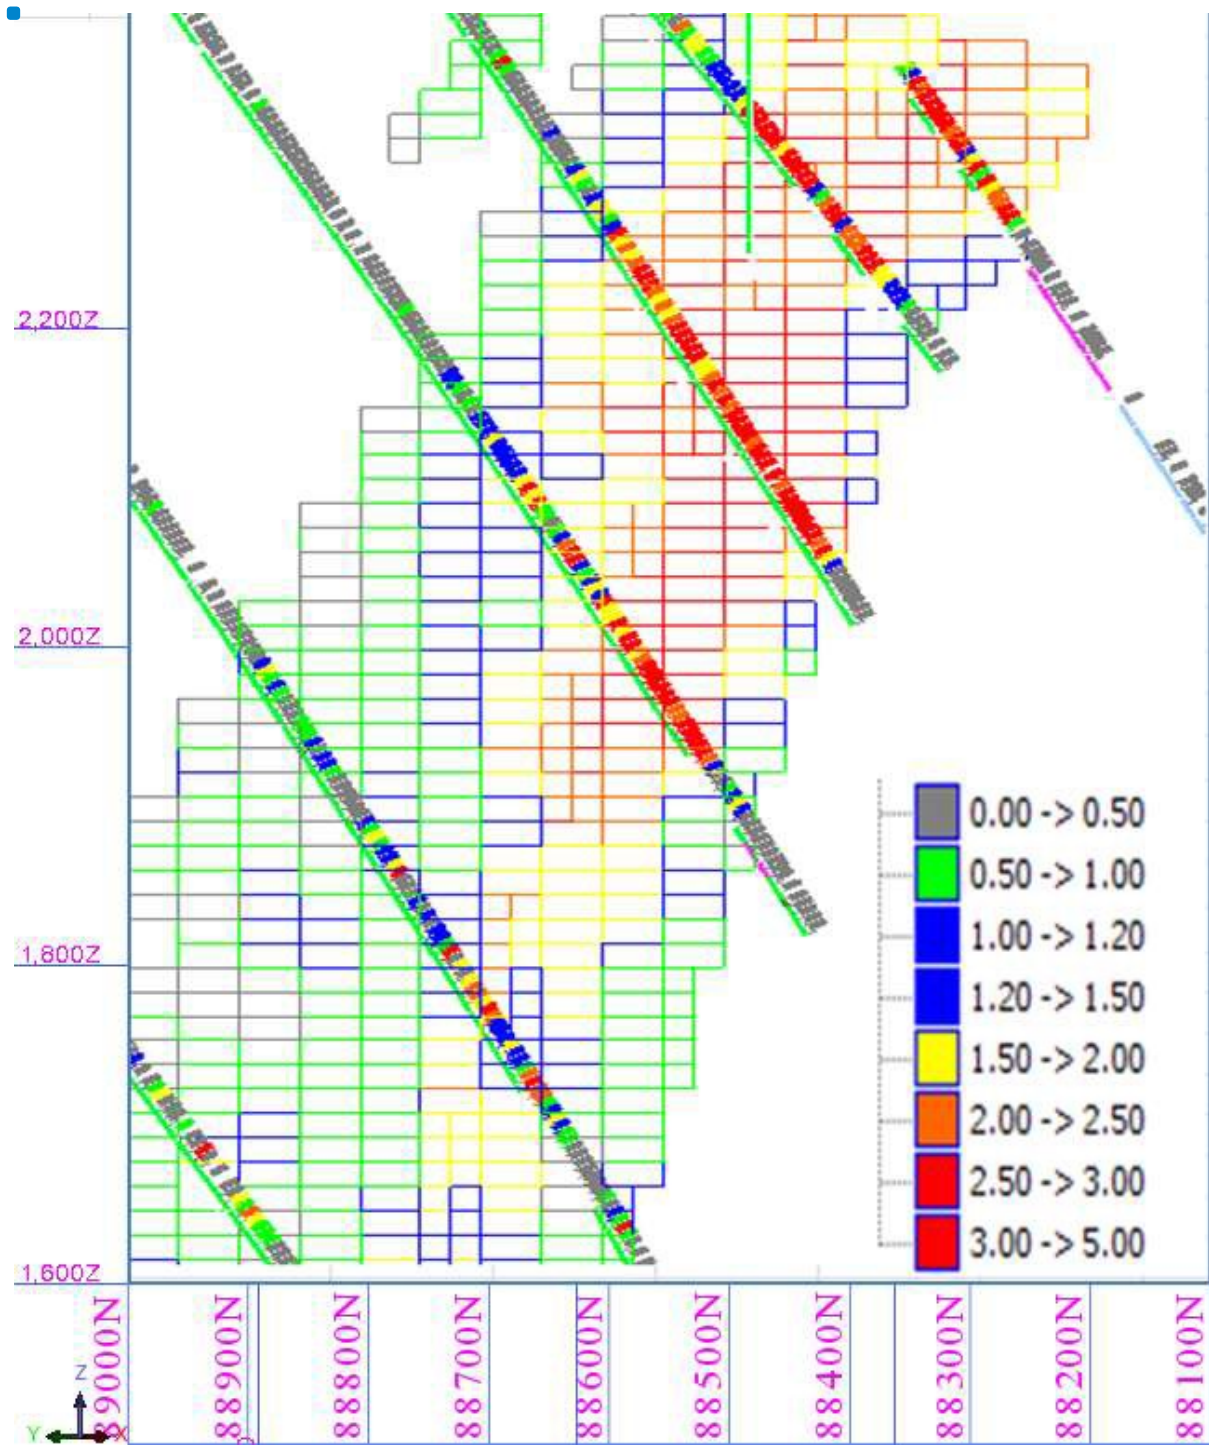 2,200Z
2,000Z
1,800Z
1,600Z
0.00 -> 0.50
0.50 -> 1.00
1.00 -> 1.20
1.20 -> 1.50
1.50 -> 2.00
2.00 -> 2.50
2.50 -> 3.00
3.00 -> 5.00
89000N
88900N
88800N
88700N
88600N
88500N
88400N
88300N
88200N
88100N
Z
Y
X